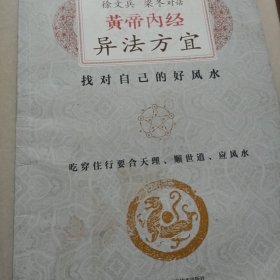 徐文兵 梁冬对话
黄帝内经
异法方宜
找对自己的好风水
吃穿住行要合天理、顺世道、应风水